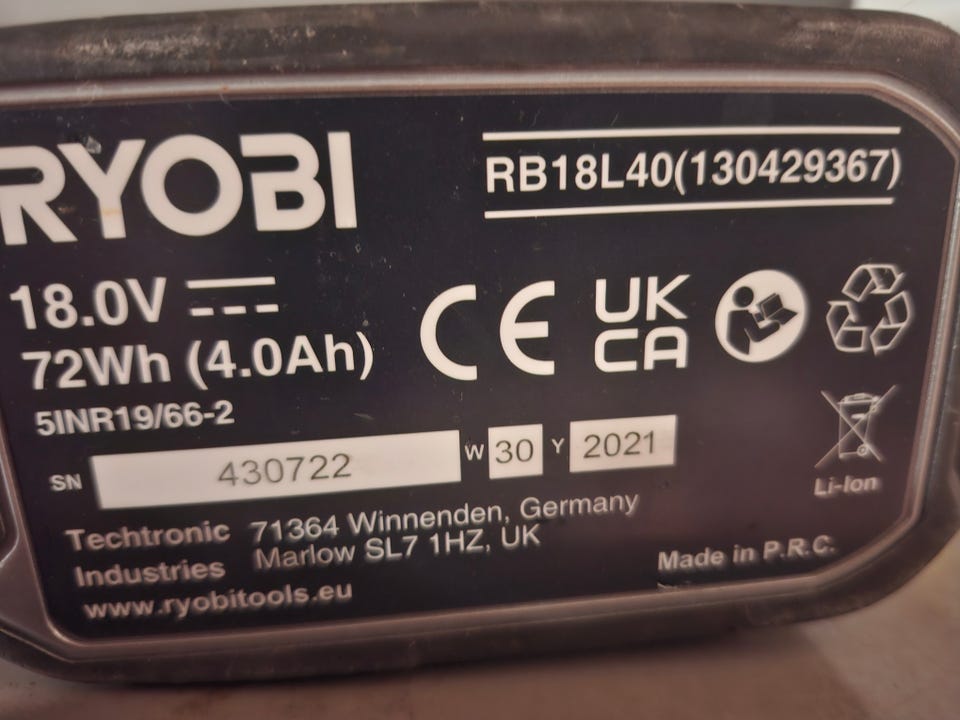 RYOBI
RB18L40(130429367)
18.0V
72Wh (4.0Ah)
5INR19/66-2
CE
UK
CA
SN 430722 W 30 Y 2021
Li-Ion
Techtronic
Industries
71364 Winnenden, Germany
Marlow SL7 1HZ, UK
www.ryobitools.eu
Made in P.R.C.